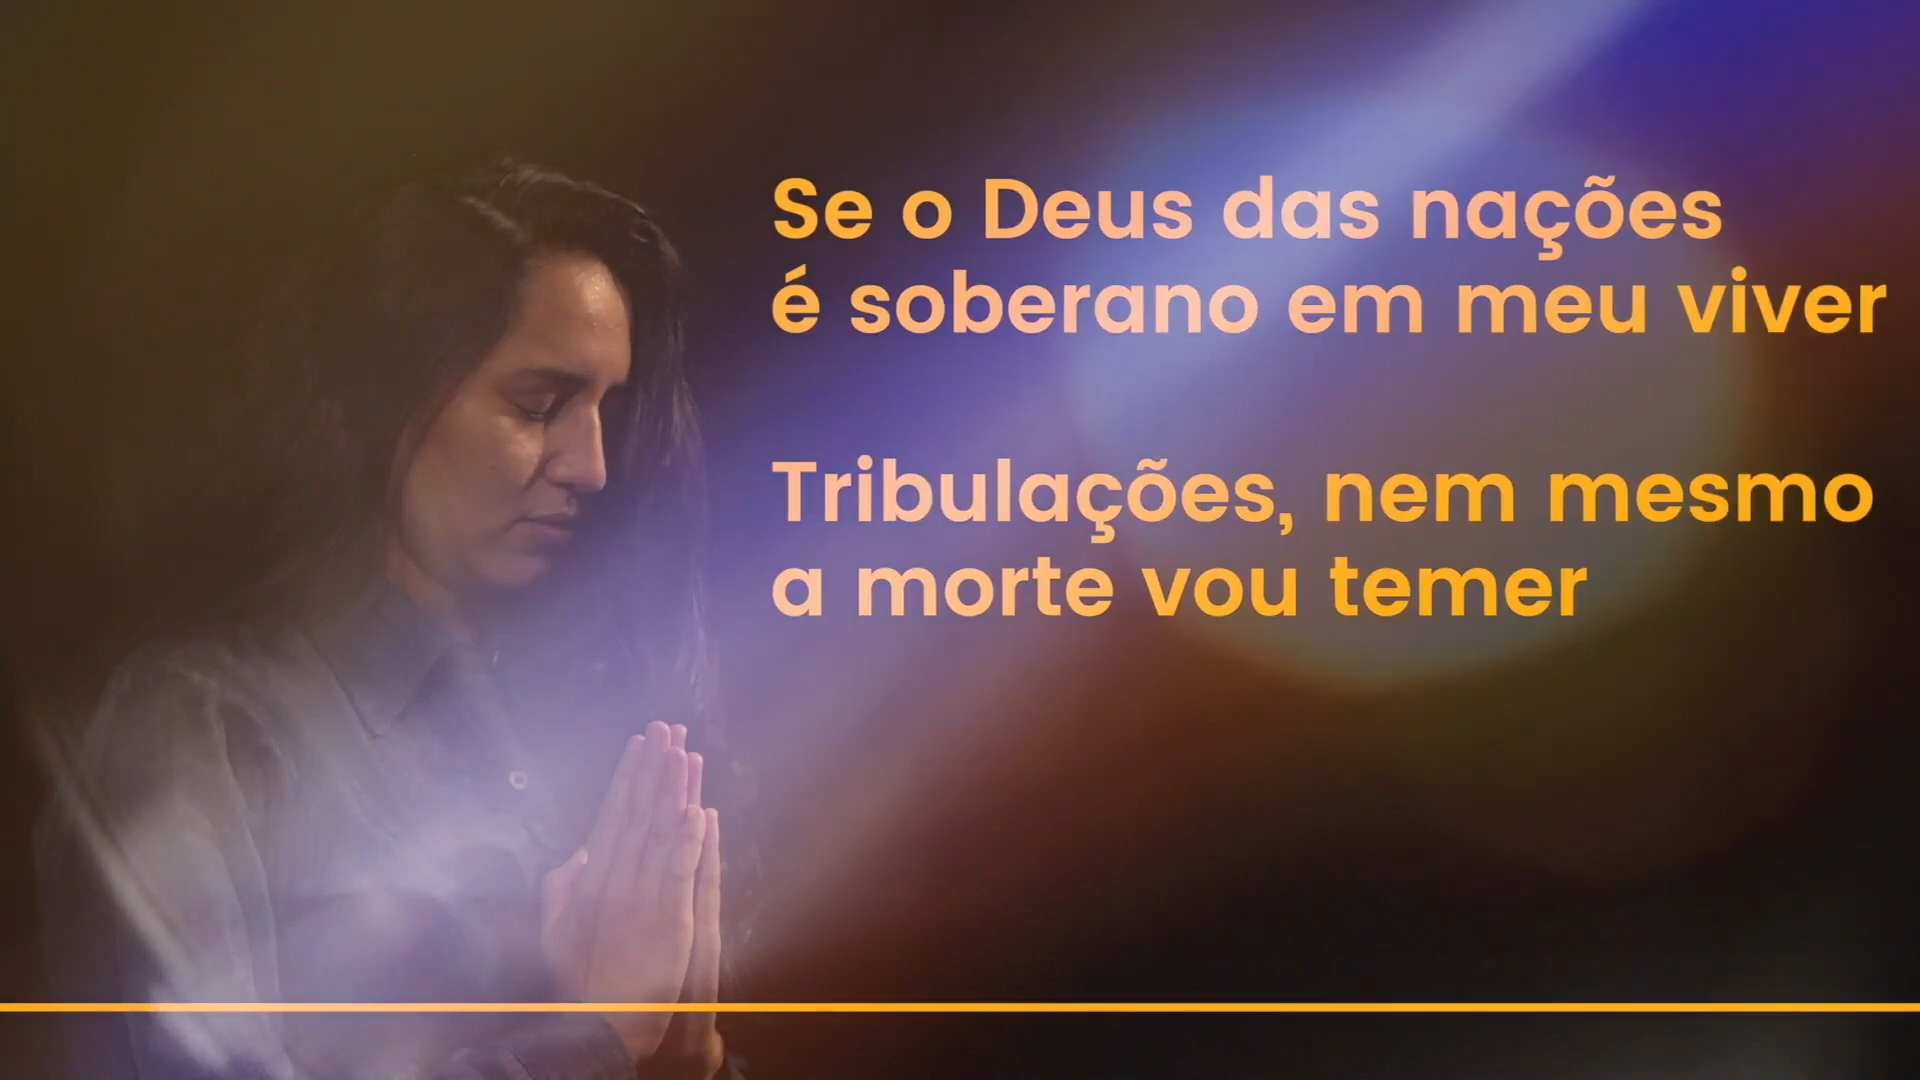 Se o Deus das nações
é soberano em meu viver
Tribulações, nem mesmo
a morte vou temer